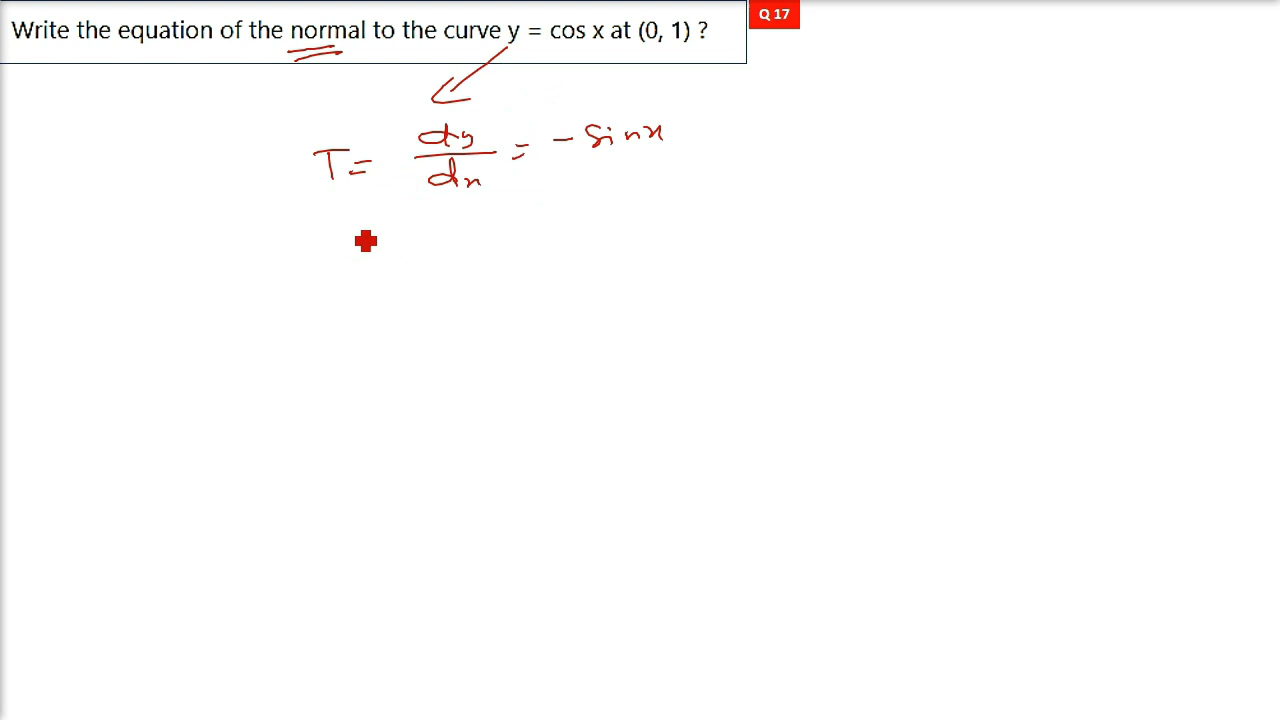 Write the equation of the normal to the curve y = cos x at (0, 1) ?
Q 17
T = dy/dx = - sin x